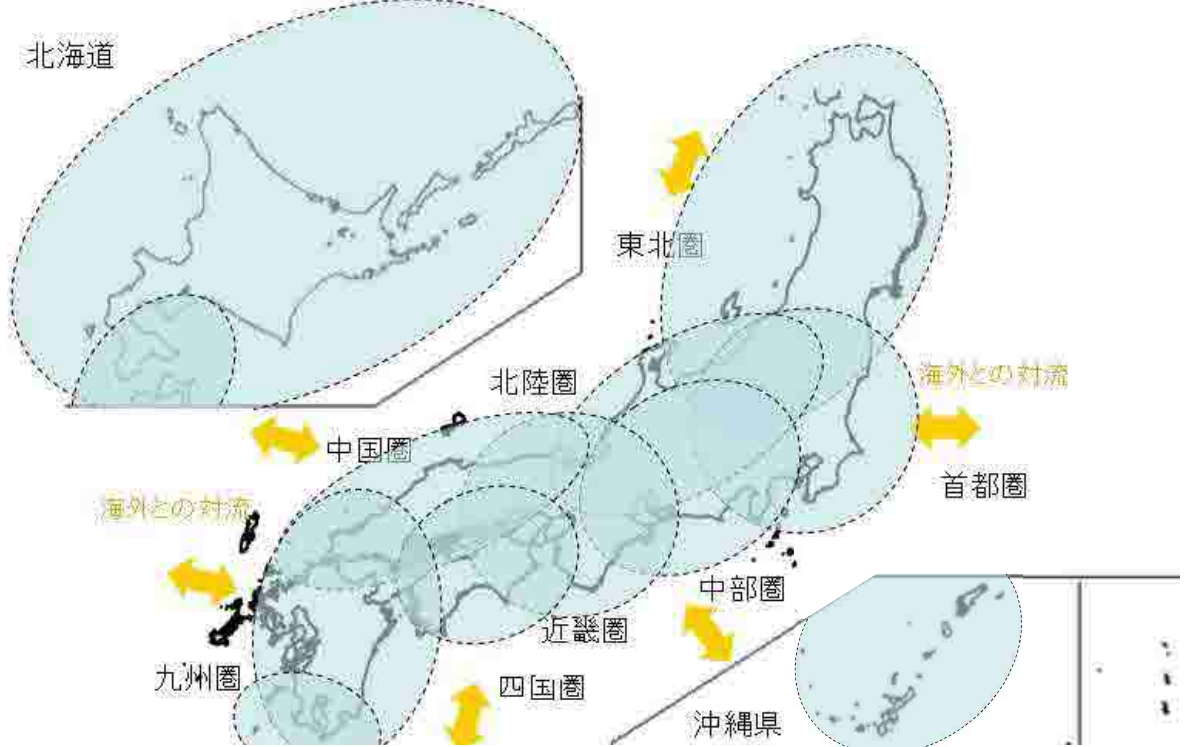 北海道
東北圏
海外との対流
北陸圏
中国圏
首都圏
海外との対流
中部圏
近畿圏
九州圏
四国圏
沖縄県